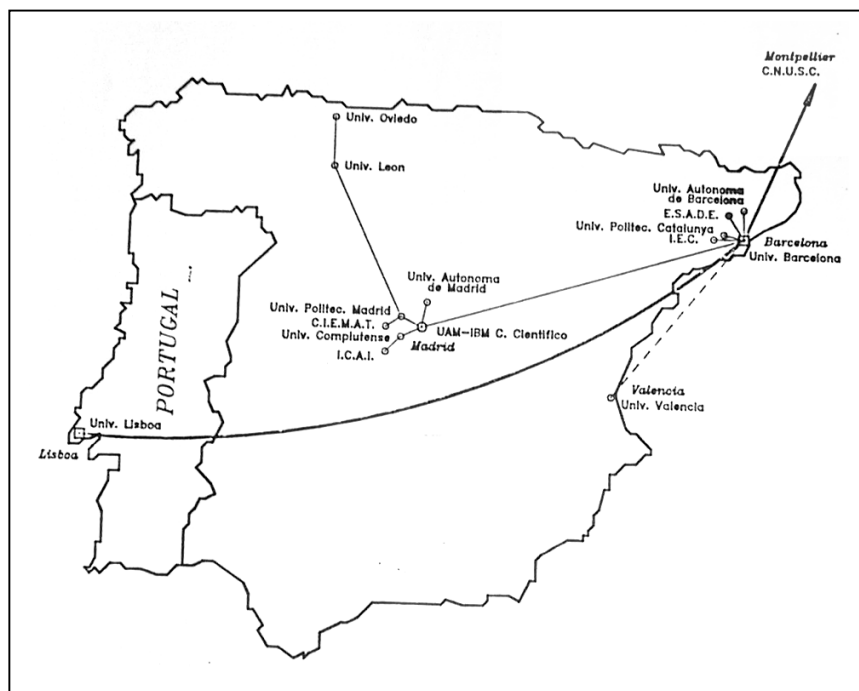 Montpellier
C.N.U.S.C.
Univ. Oviedo
Univ. Leon
Univ. Autonoma
de Barcelona
E.S.A.D.E.
Univ. Politec. Catalunya
I.E.C.
Barcelona
Univ. Barcelona
Univ. Autonoma
de Madrid
Univ. Politec. Madrid
C.I.E.M.A.T.
Univ. Complutense
I.C.A.I.
UAM-IBM C. Cientifico
Madrid
PORTUGAL
Valencia
Univ. Valencia
Univ. Lisboa
Lisboa